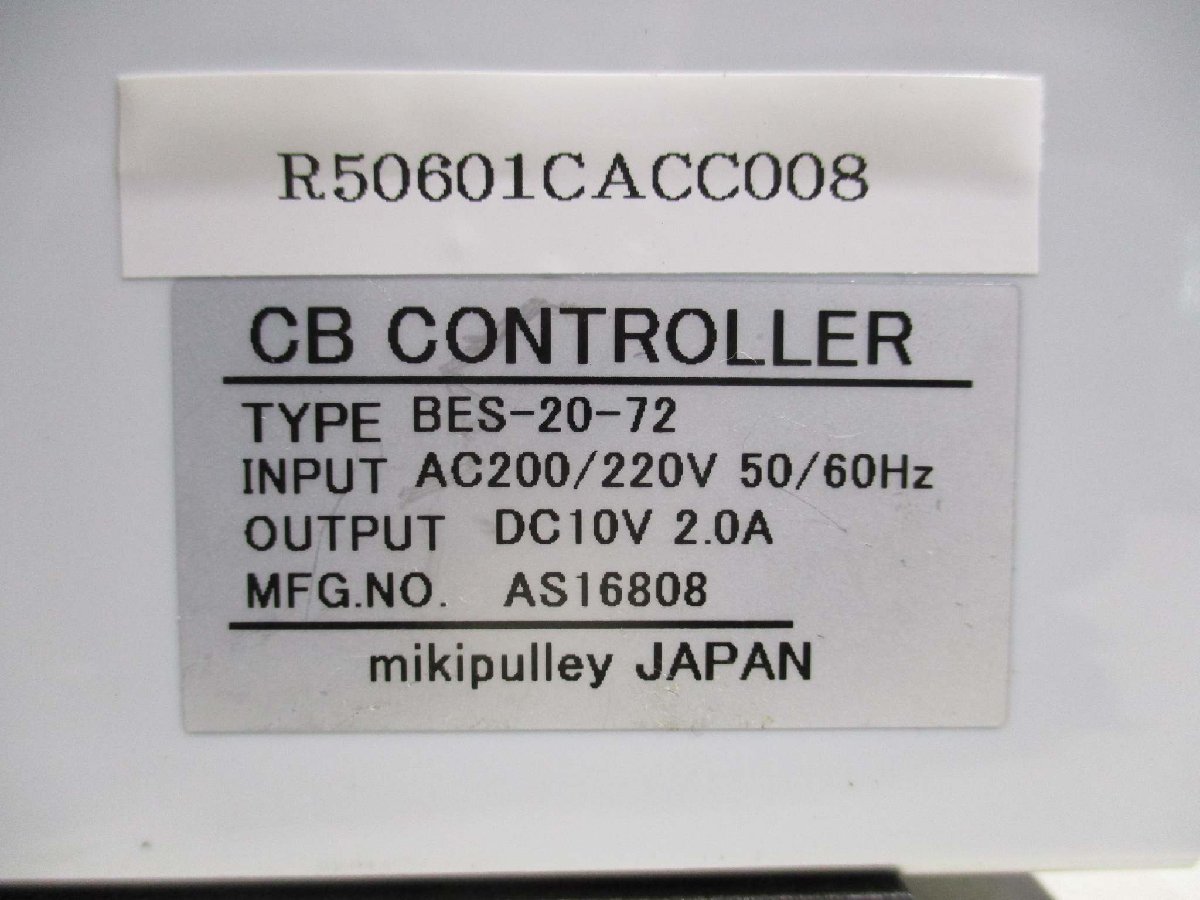 R50601CACC008
CB CONTROLLER
TYPE BES-20-72
INPUT AC200/220V 50/60Hz
OUTPUT DC10V 2.0A
MFG.NO. AS16808
mikipulley JAPAN